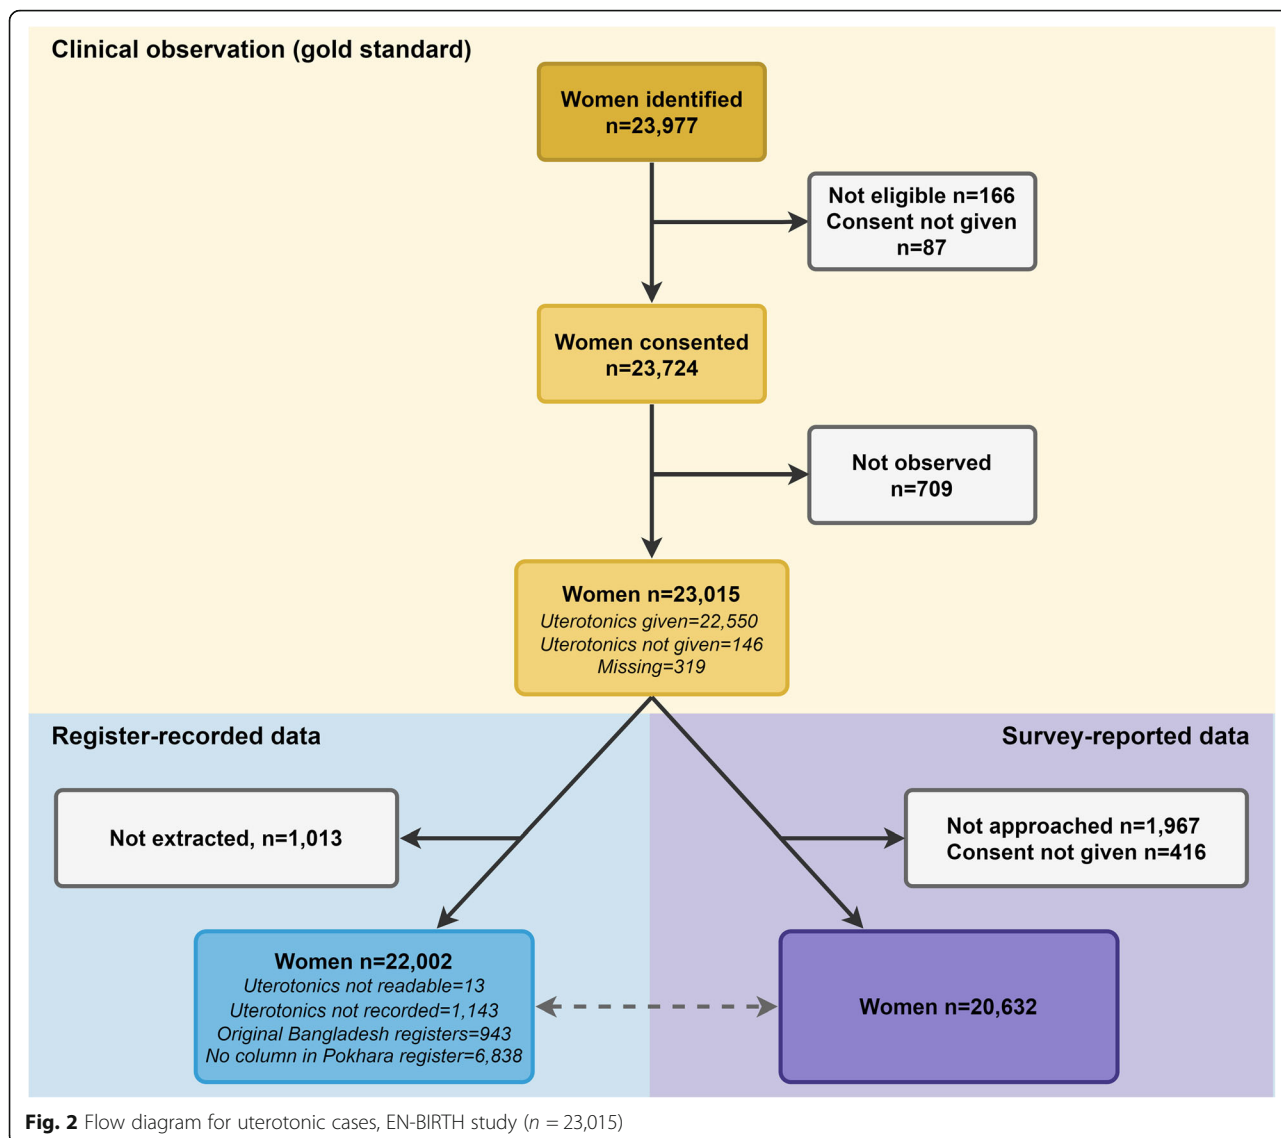 Clinical observation (gold standard)
Women identified
n=23,977
Not eligible n=166
Consent not given
n=87
Women consented
n=23,724
Not observed
n=709
Women n=23,015
Uterotonics given=22,550
Uterotonics not given=146
Missing=319
Register-recorded data
Survey-reported data
Not extracted, n=1,013
Not approached n=1,967
Consent not given n=416
Women n=22,002
Uterotonics not readable=13
Uterotonics not recorded=1,143
Original Bangladesh registers=943
No column in Pokhara register=6,838
Women n=20,632
Fig. 2 Flow diagram for uterotonic cases, EN-BIRTH study (n = 23,015)